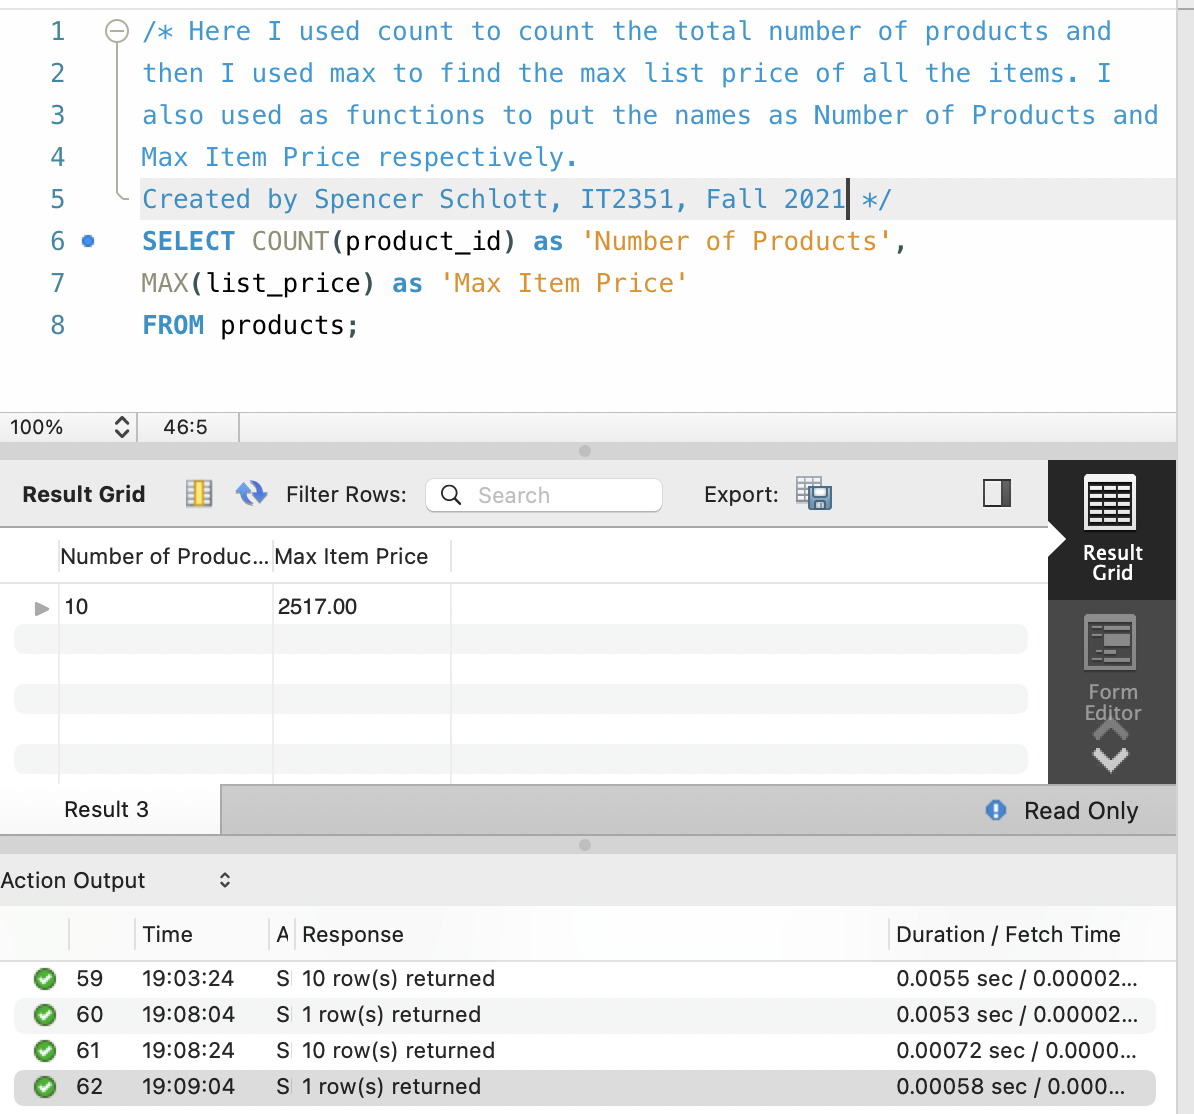 1 /* Here I used count to count the total number of products and
2 then I used max to find the max list price of all the items. I
3 also used as functions to put the names as Number of Products and
4 Max Item Price respectively.
5 Created by Spencer Schlott, IT2351, Fall 2021 */
6 SELECT COUNT(product_id) as 'Number of Products',
7 MAX(list_price) as 'Max Item Price'
8 FROM products;
100% 46:5
Result Grid Filter Rows: Search Export:
Result Grid
Number of Produc... Max Item Price
10 2517.00
Form Editor
Result 3 Read Only
Action Output
Time A Response Duration / Fetch Time
59 19:03:24 S 10 row(s) returned 0.0055 sec / 0.00002...
60 19:08:04 S 1 row(s) returned 0.0053 sec / 0.00002...
61 19:08:24 S 10 row(s) returned 0.00072 sec / 0.0000...
62 19:09:04 S 1 row(s) returned 0.00058 sec / 0.000...